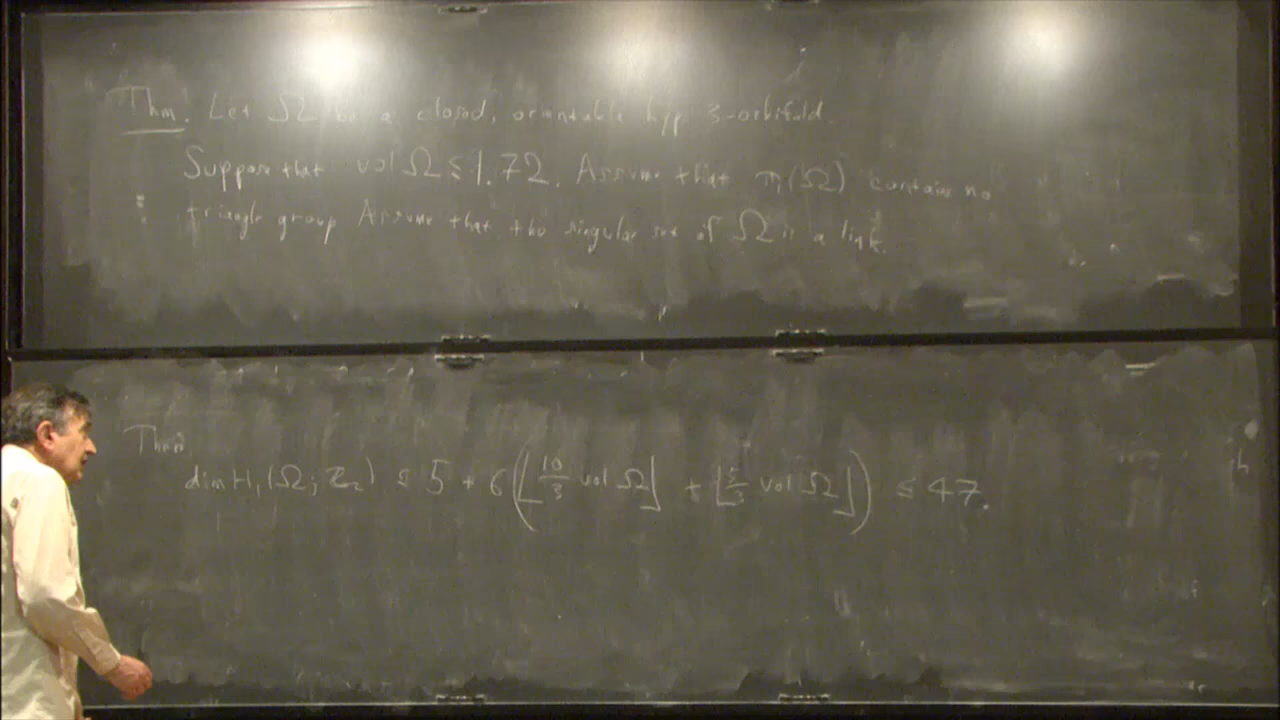 Thm. Let Ω be a closed, orientable hyp 3-orbifold.
Suppose that vol Ω ≤ 1.72. Assume that π₁(Ω) contains no
triangle group Assume that the singular set of Ω is a link.
Then
dim H₁(Ω; ℤ₂) ≤ 5 + 6(⌊10/3 vol Ω⌋ + ⌊5/3 vol Ω⌋) ≤ 47.